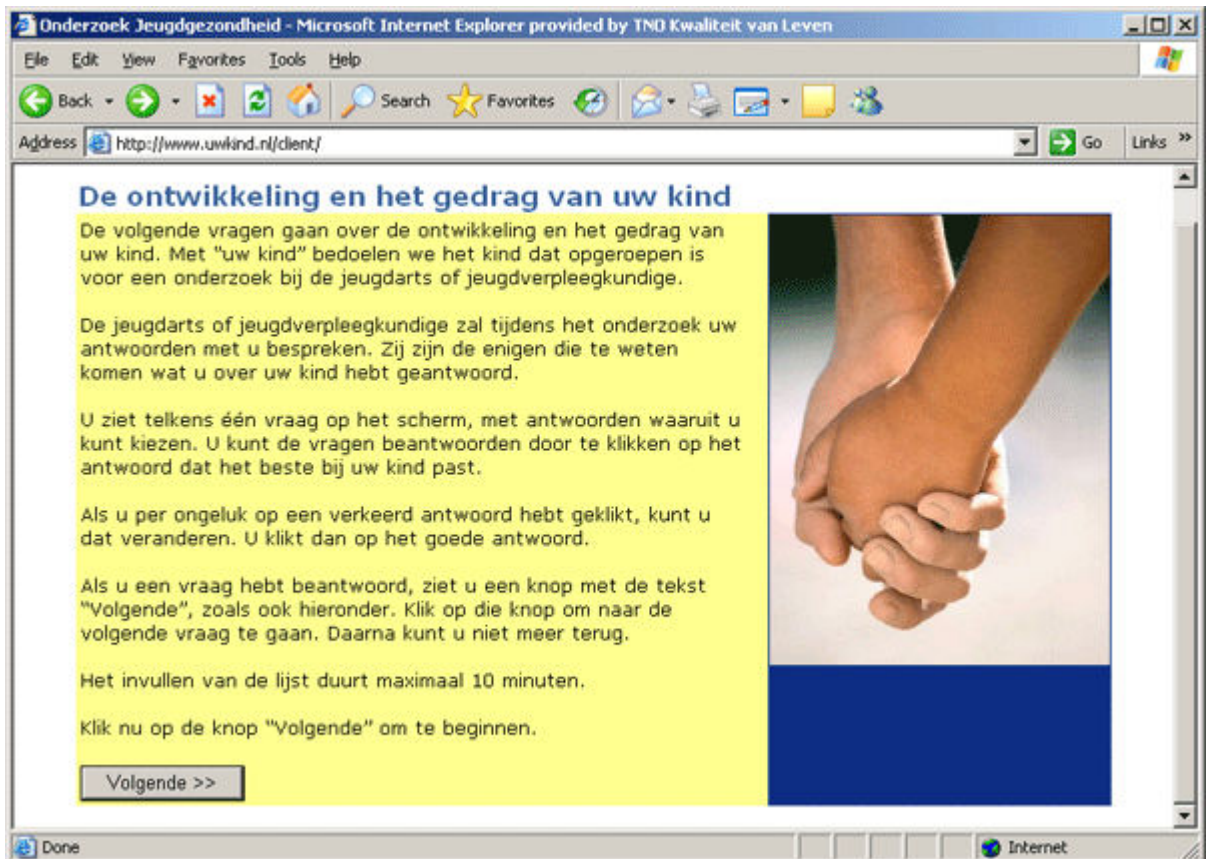 Onderzoek Jeugdgezondheid - Microsoft Internet Explorer provided by TNO Kwaliteit van Leven
File Edit View Favorites Tools Help
Back Search Favorites
Address http://www.uwkind.nl/client/ Go Links »
De ontwikkeling en het gedrag van uw kind
De volgende vragen gaan over de ontwikkeling en het gedrag van
uw kind. Met "uw kind" bedoelen we het kind dat opgeroepen is
voor een onderzoek bij de jeugdarts of jeugdverpleegkundige.
De jeugdarts of jeugdverpleegkundige zal tijdens het onderzoek uw
antwoorden met u bespreken. Zij zijn de enigen die te weten
komen wat u over uw kind hebt geantwoord.
U ziet telkens één vraag op het scherm, met antwoorden waaruit u
kunt kiezen. U kunt de vragen beantwoorden door te klikken op het
antwoord dat het beste bij uw kind past.
Als u per ongeluk op een verkeerd antwoord hebt geklikt, kunt u
dat veranderen. U klikt dan op het goede antwoord.
Als u een vraag hebt beantwoord, ziet u een knop met de tekst
"Volgende", zoals ook hieronder. Klik op die knop om naar de
volgende vraag te gaan. Daarna kunt u niet meer terug.
Het invullen van de lijst duurt maximaal 10 minuten.
Klik nu op de knop "Volgende" om te beginnen.
Volgende >>
Done Internet